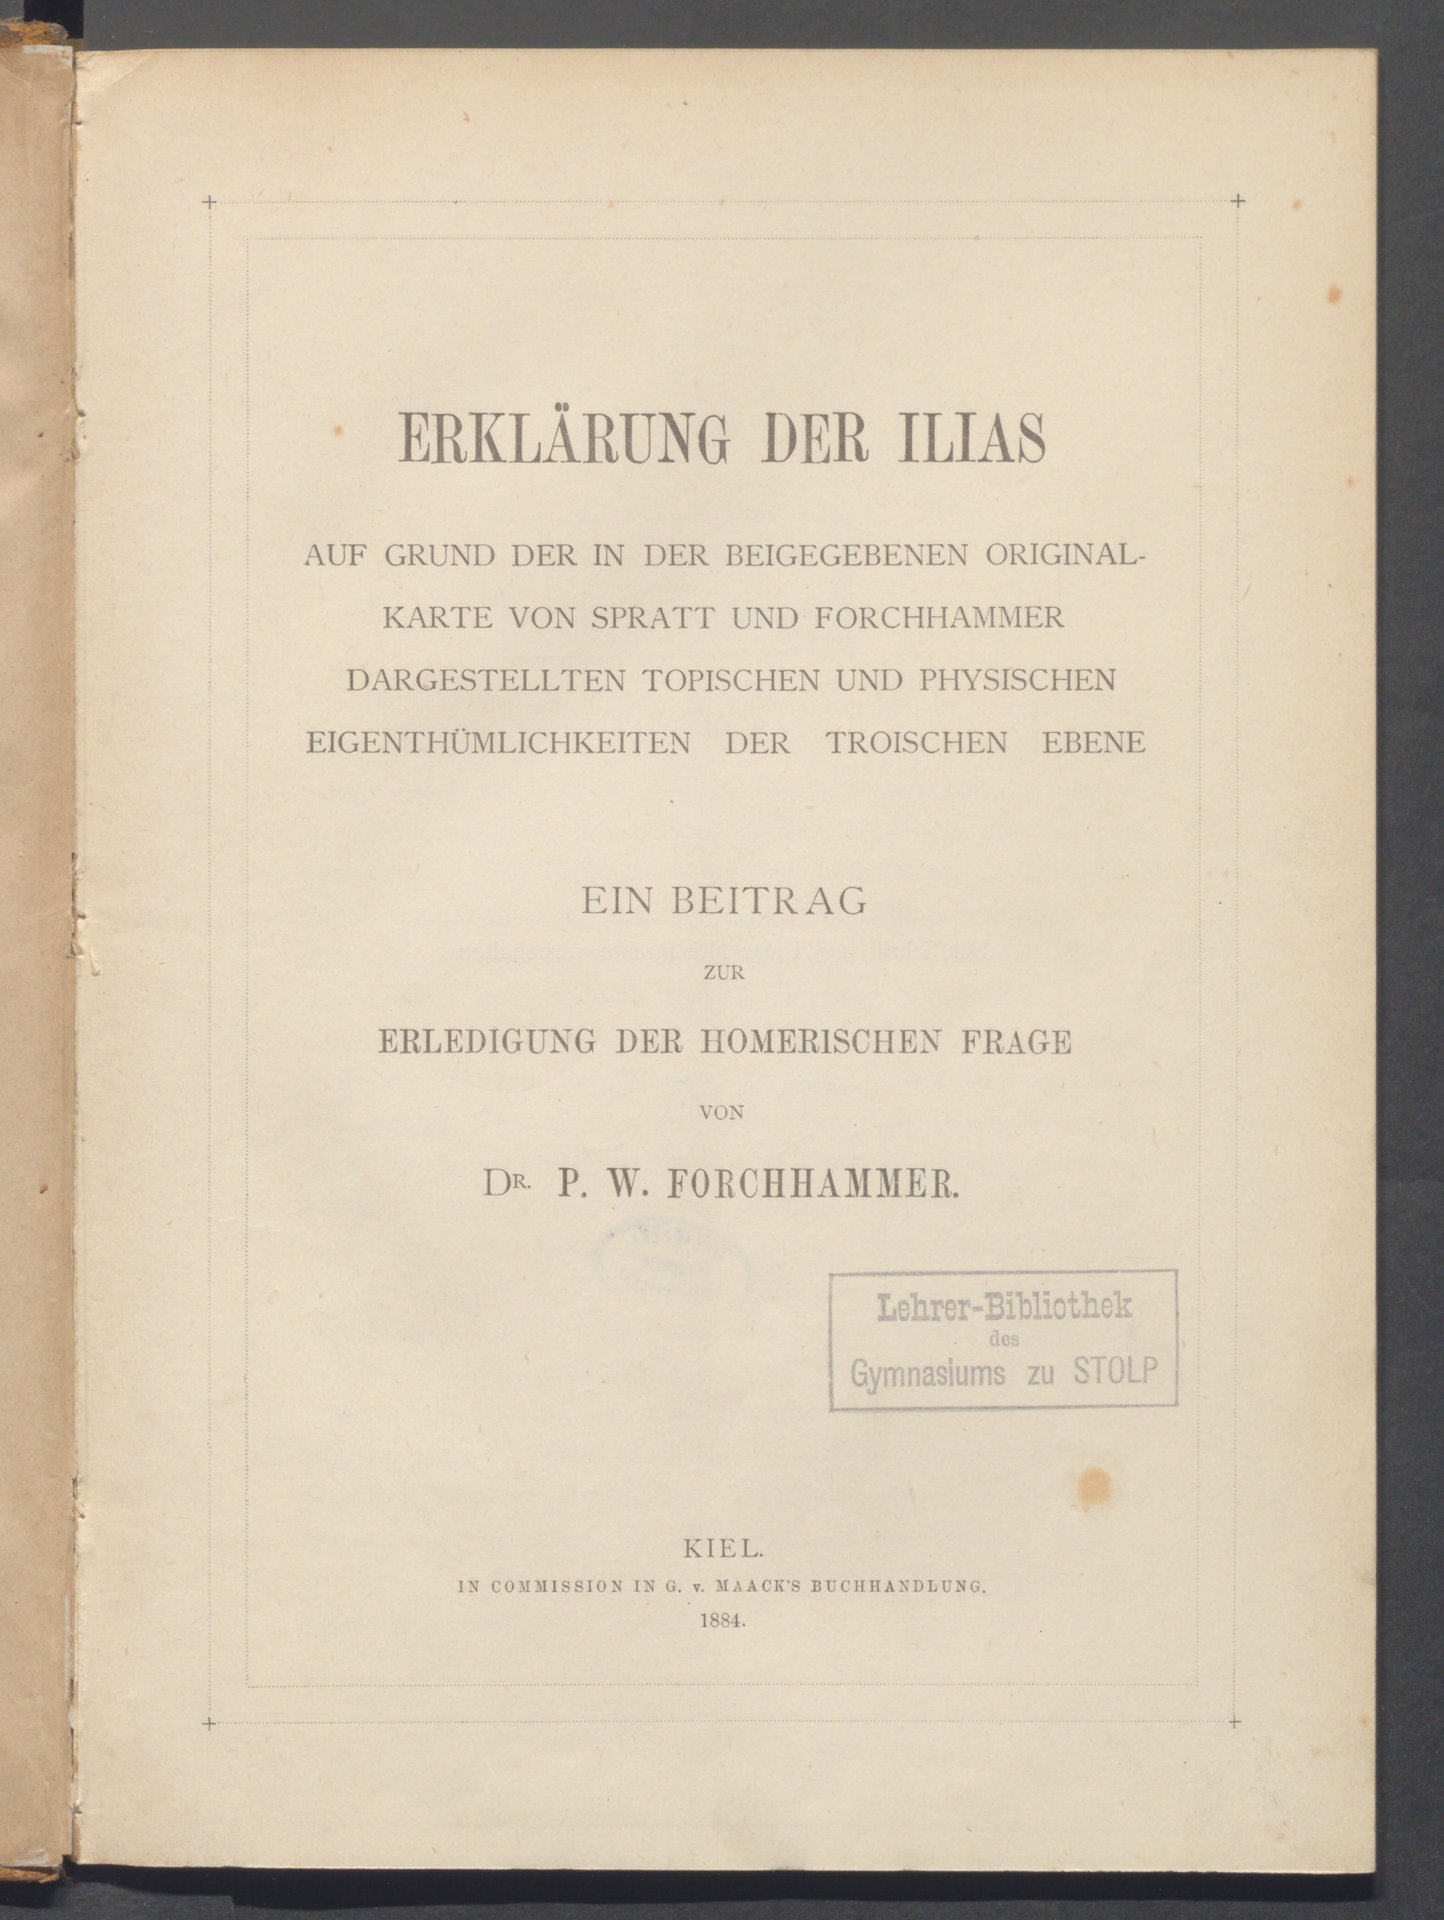 ERKLÄRUNG DER ILIAS
AUF GRUND DER IN DER BEIGEGEBENEN ORIGINAL-
KARTE VON SPRATT UND FORCHHAMMER
DARGESTELLTEN TOPISCHEN UND PHYSISCHEN
EIGENTHÜMLICHKEITEN DER TROISCHEN EBENE
EIN BEITRAG
ZUR
ERLEDIGUNG DER HOMERISCHEN FRAGE
VON
DR. P. W. FORCHHAMMER.
Lehrer-Bibliothek
des
Gymnasiums zu STOLP
KIEL.
IN COMMISSION IN G. v. MAACK'S BUCHHANDLUNG.
1884.